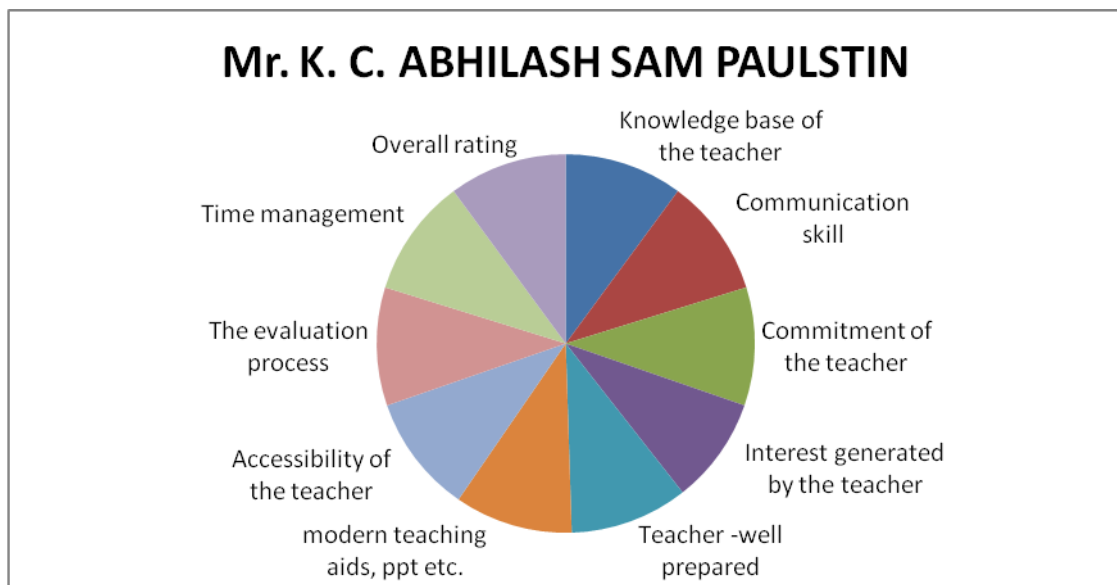 Mr. K. C. ABHILASH SAM PAULSTIN
Knowledge base of
the teacher
Communication
skill
Commitment of
the teacher
Interest generated
by the teacher
Teacher -well
prepared
modern teaching
aids, ppt etc.
Accessibility of
the teacher
The evaluation
process
Time management
Overall rating